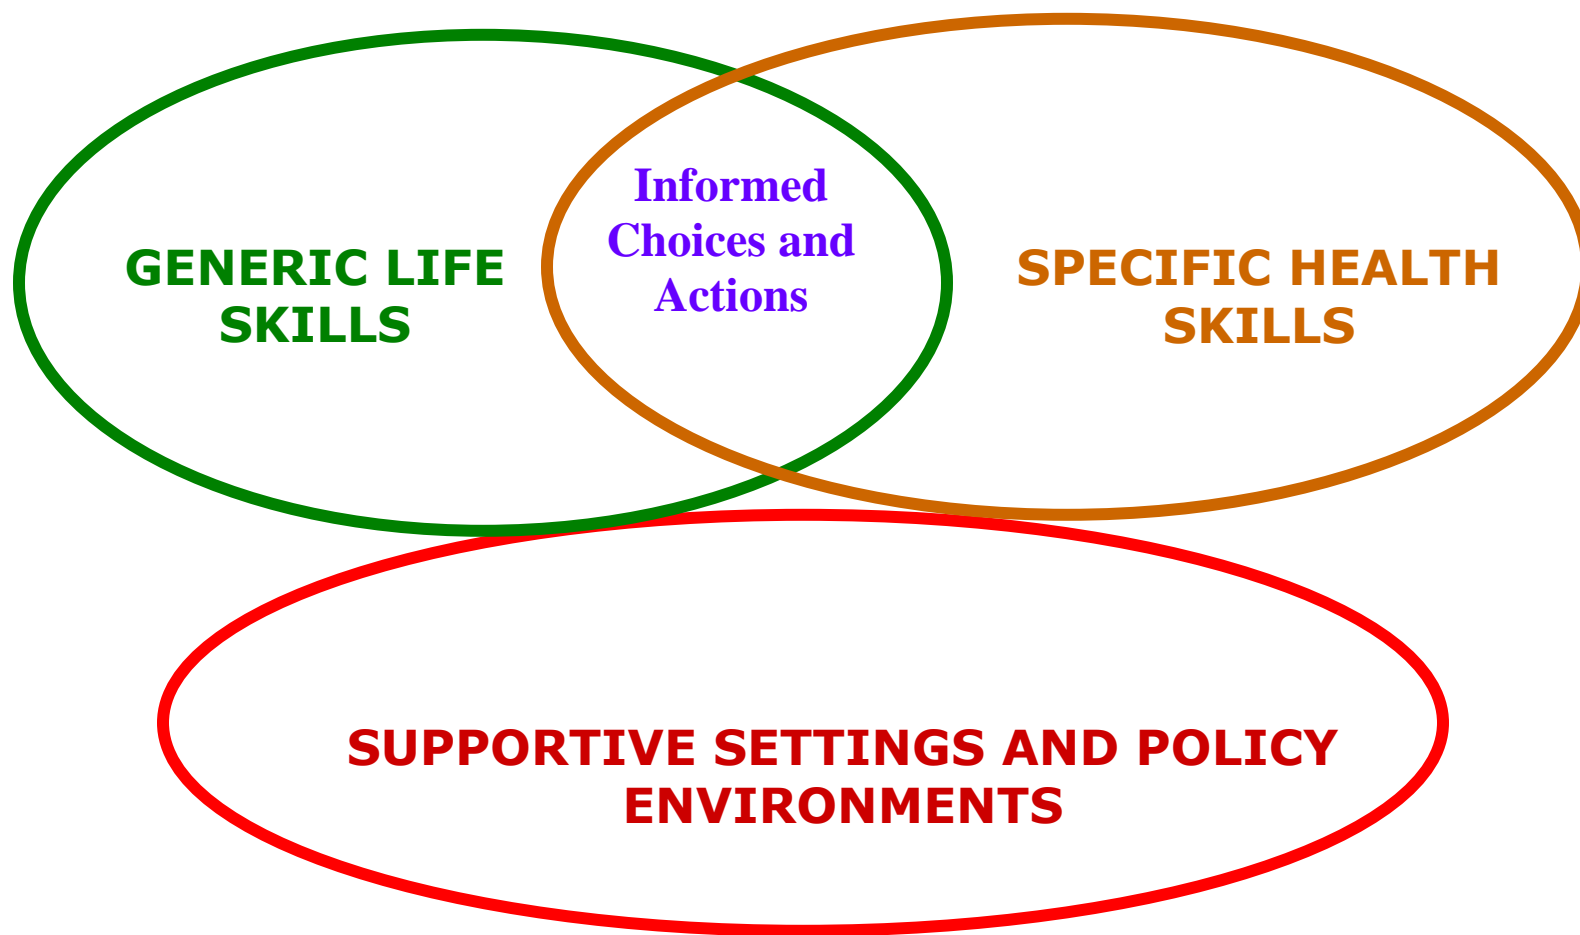 Informed
Choices and
Actions
GENERIC LIFE
SKILLS
SPECIFIC HEALTH
SKILLS
SUPPORTIVE SETTINGS AND POLICY
ENVIRONMENTS